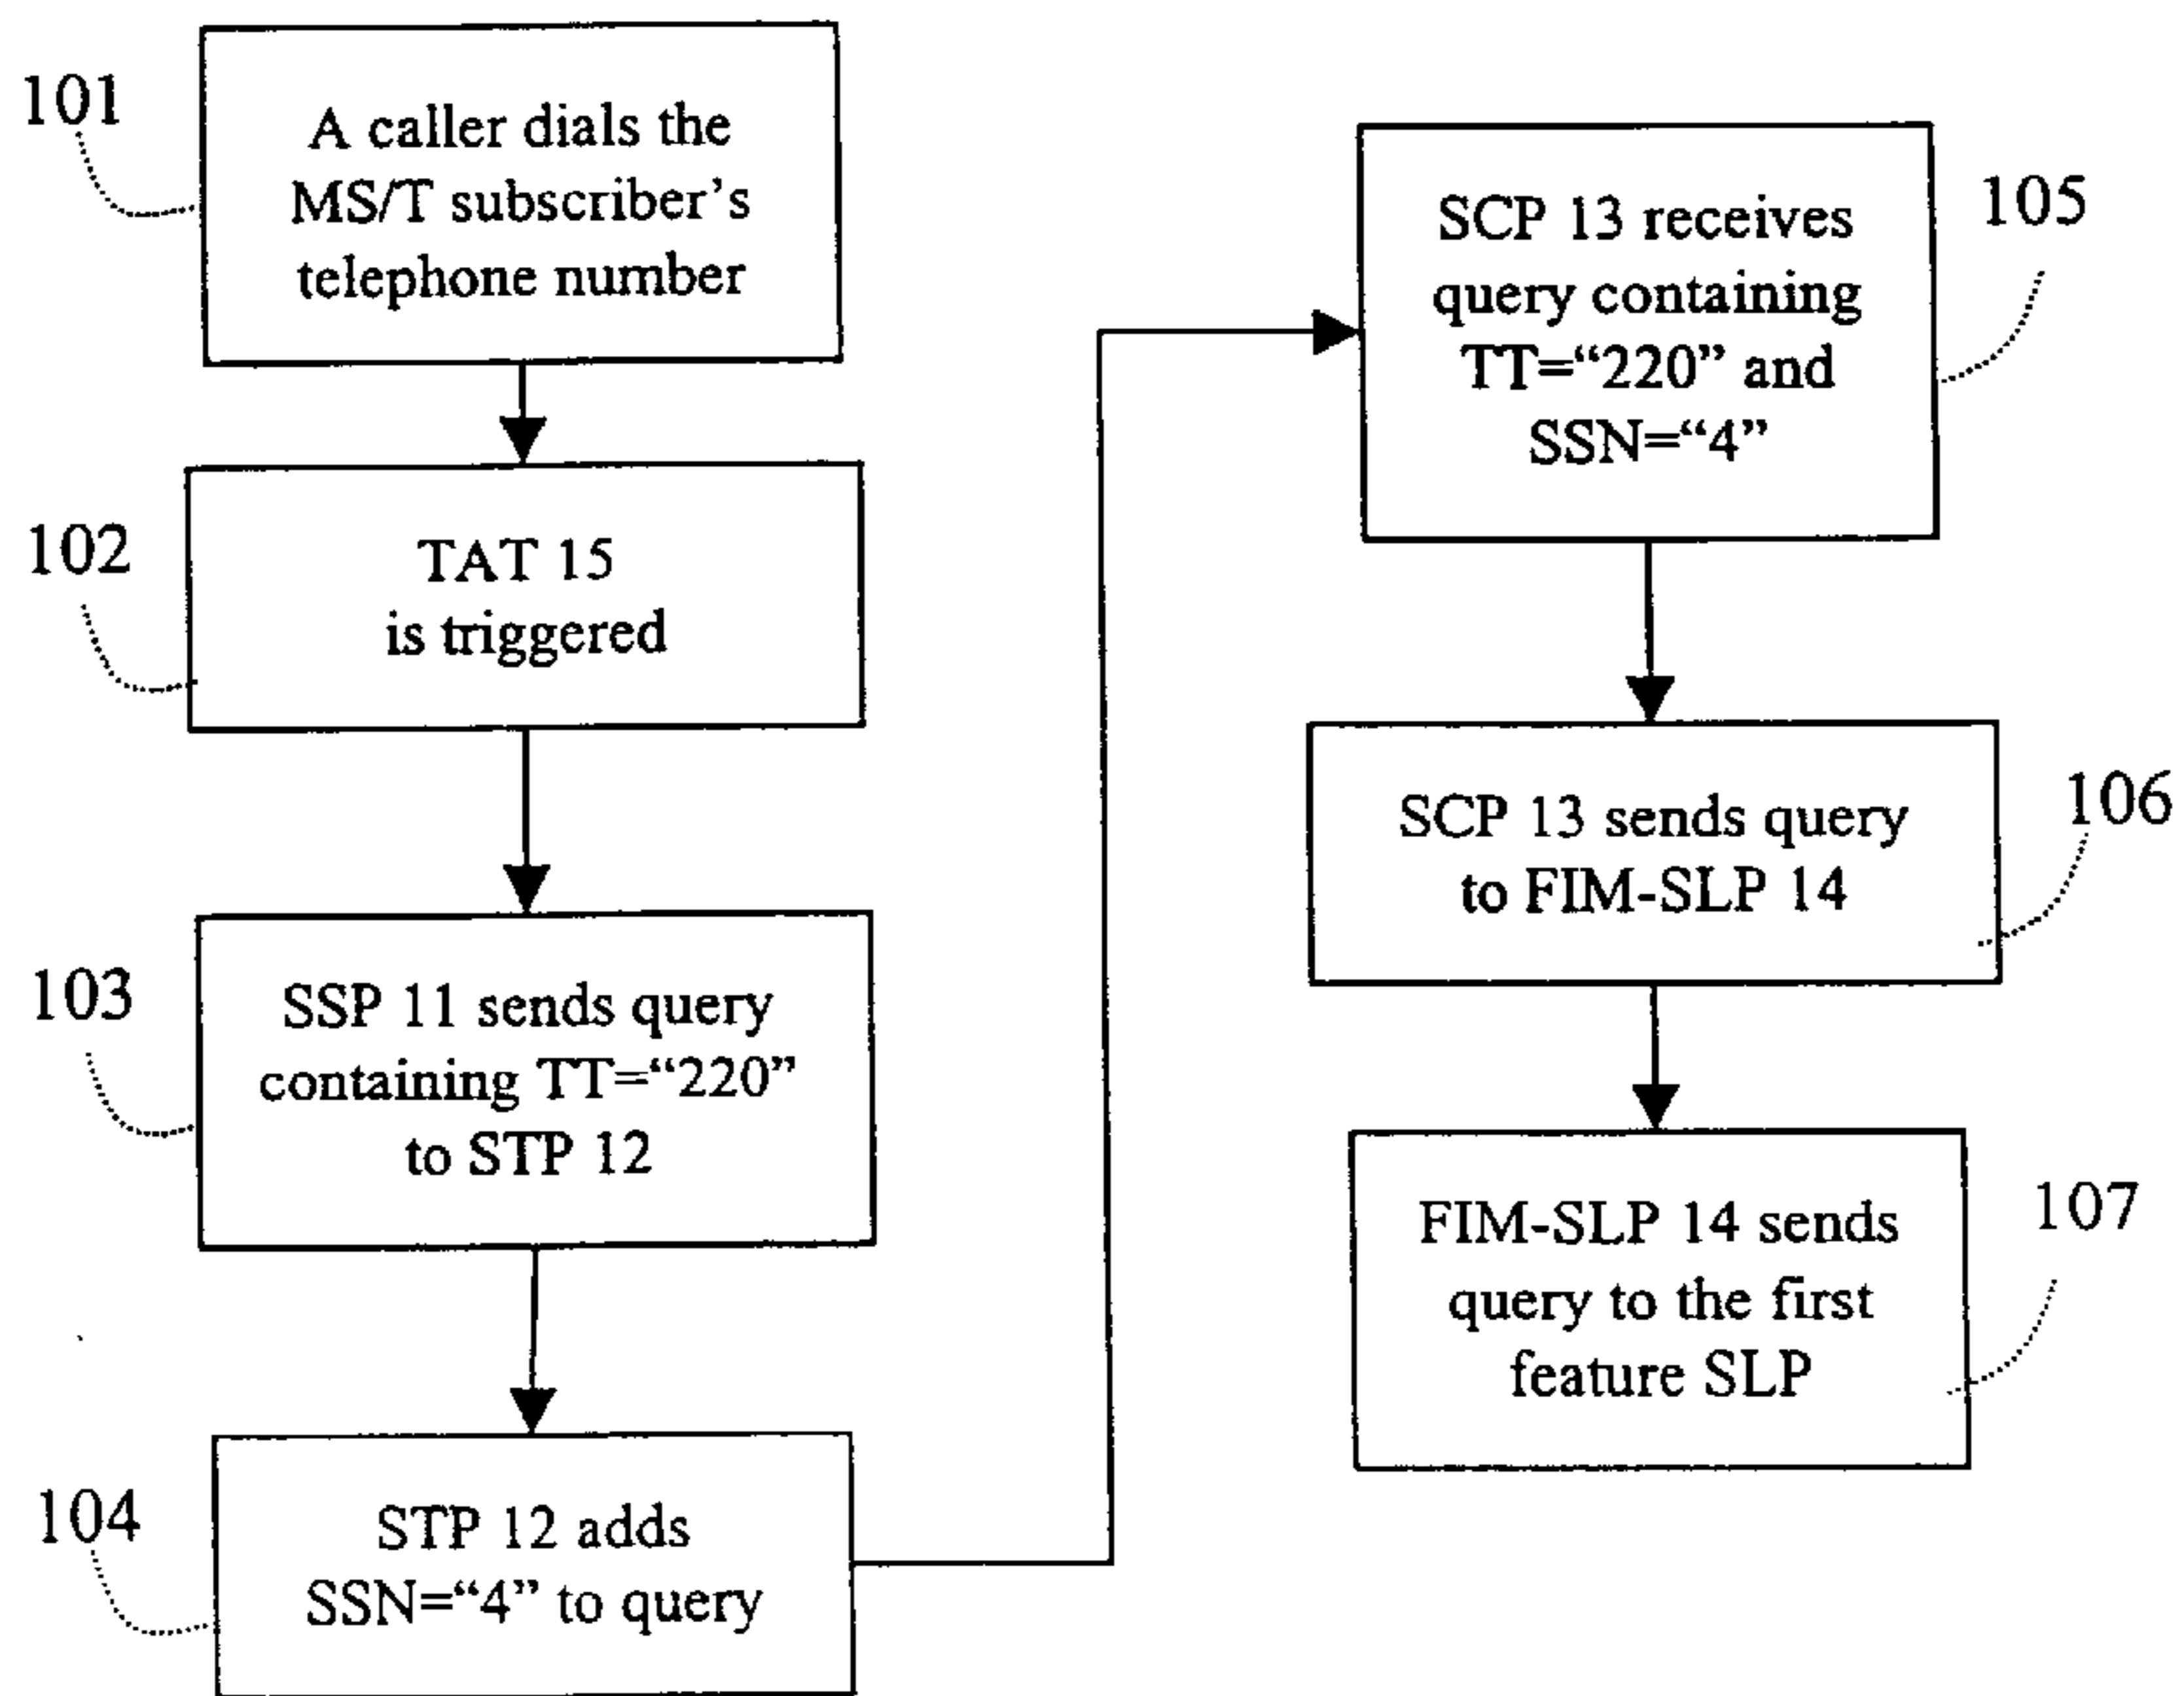 101
A caller dials the
MS/T subscriber's
telephone number
102
TAT 15
is triggered
103
SSP 11 sends query
containing TT=“220”
to STP 12
104
STP 12 adds
SSN=“4” to query
105
SCP 13 receives
query containing
TT=“220” and
SSN=“4”
106
SCP 13 sends query
to FIM-SLP 14
107
FIM-SLP 14 sends
query to the first
feature SLP